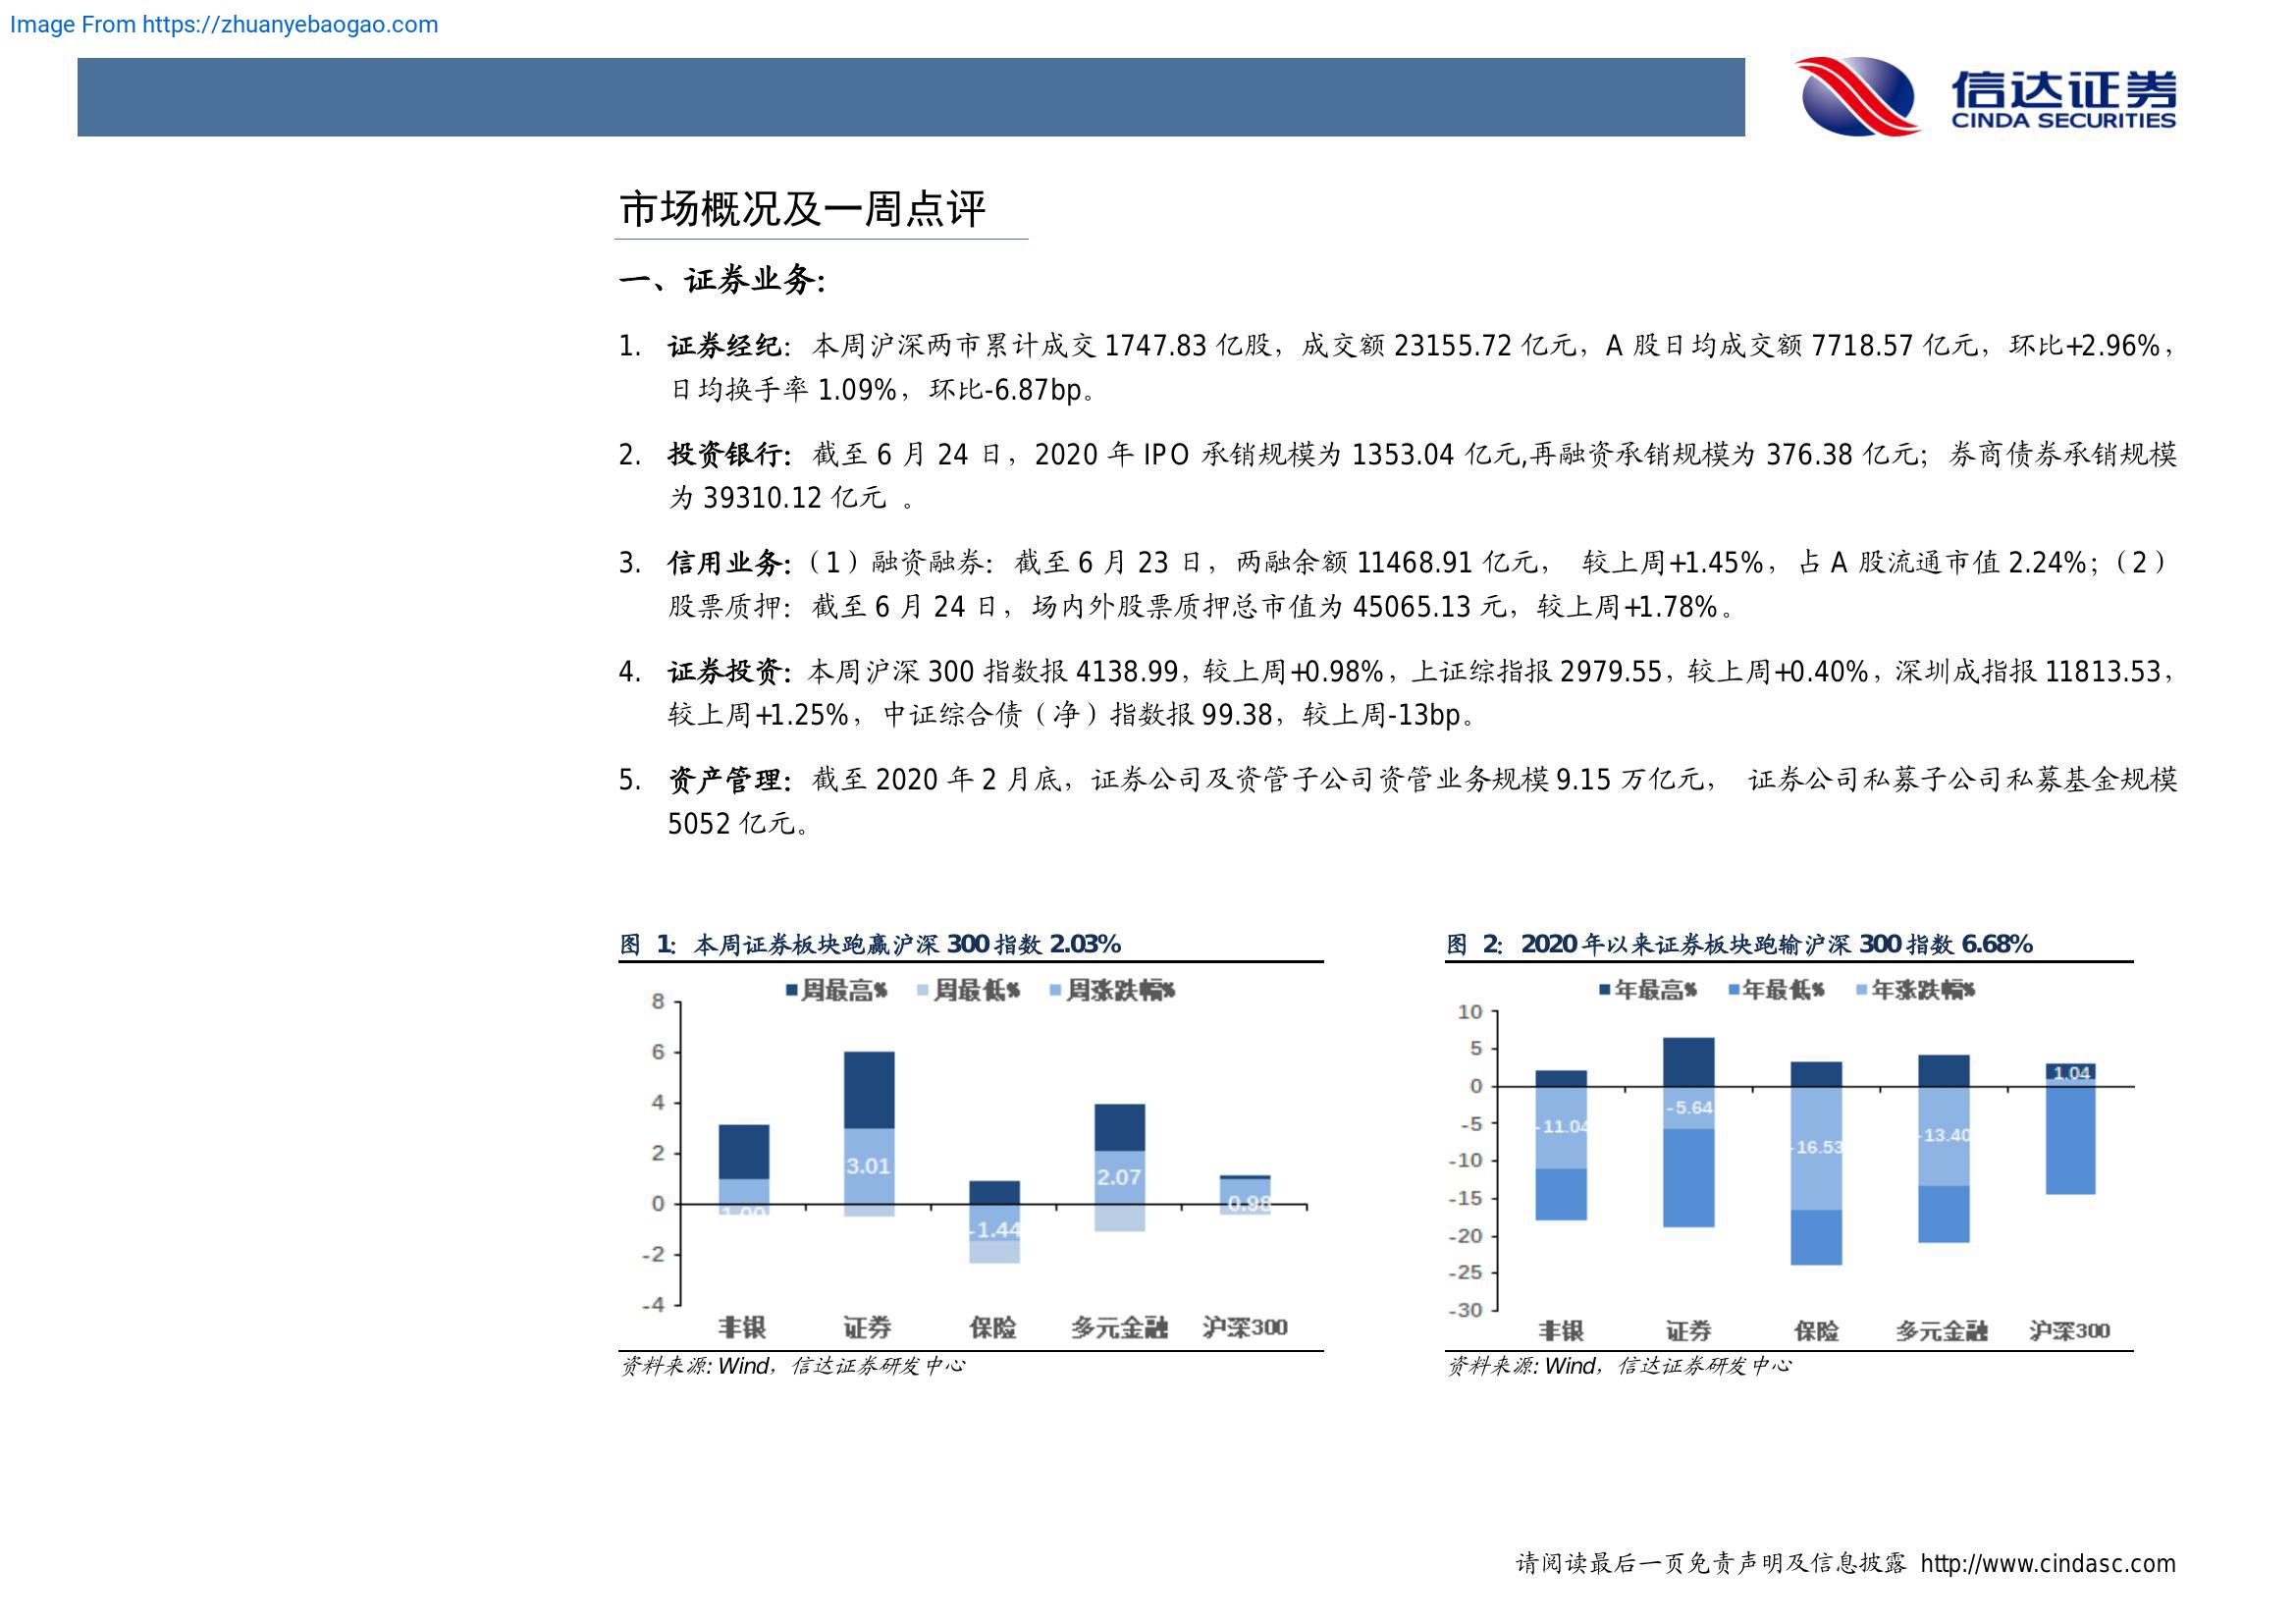 Image From https://zhuanyebaogao.com
信达证券
CINDA SECURITIES
市场概况及一周点评
一、证券业务:
1. 证券经纪：本周沪深两市累计成交 1747.83 亿股，成交额 23155.72 亿元，A 股日均成交额 7718.57 亿元，环比+2.96%，
日均换手率 1.09%，环比-6.87bp。
2. 投资银行：截至 6 月 24 日，2020 年 IPO 承销规模为 1353.04 亿元,再融资承销规模为 376.38 亿元；券商债券承销规模
为 39310.12 亿元 。
3. 信用业务:（1）融资融券：截至 6 月 23 日，两融余额 11468.91 亿元， 较上周+1.45%，占 A 股流通市值 2.24%；（2）
股票质押：截至 6 月 24 日，场内外股票质押总市值为 45065.13 元，较上周+1.78%。
4. 证券投资：本周沪深 300 指数报 4138.99，较上周+0.98%，上证综指报 2979.55，较上周+0.40%，深圳成指报 11813.53，
较上周+1.25%，中证综合债（净）指数报 99.38，较上周-13bp。
5. 资产管理：截至 2020 年 2 月底，证券公司及资管子公司资管业务规模 9.15 万亿元， 证券公司私募子公司私募基金规模
5052 亿元。
图 1：本周证券板块跑赢沪深 300 指数 2.03%
周最高% 周最低% 周涨跌幅%
8
6
4
2
0
-2
-4
1.00
3.01
-1.44
2.07
0.98
非银 证券 保险 多元金融 沪深300
资料来源: Wind，信达证券研发中心
图 2：2020 年以来证券板块跑输沪深 300 指数 6.68%
年最高% 年最低% 年涨跌幅%
10
5
0
-5
-10
-15
-20
-25
-30
-11.04
-5.64
-16.53
-13.40
1.04
非银 证券 保险 多元金融 沪深300
资料来源: Wind，信达证券研发中心
请阅读最后一页免责声明及信息披露 http://www.cindasc.com